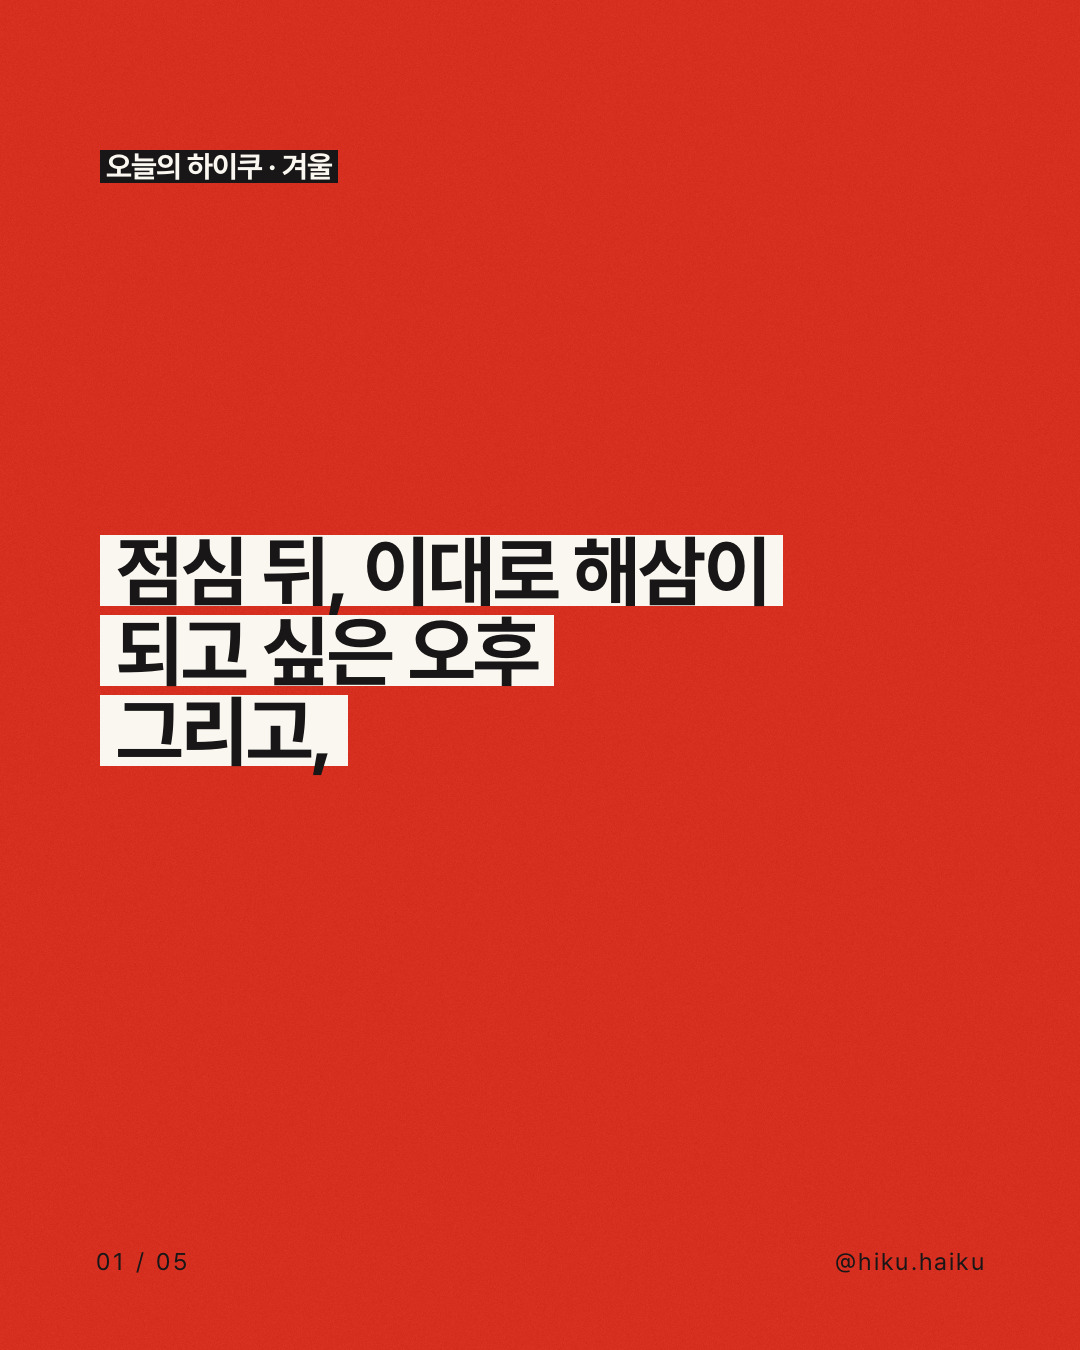 오늘의 하이쿠 · 겨울
점심 뒤, 이대로 해삼이
되고 싶은 오후
그리고,
01 / 05
@hiku.haiku